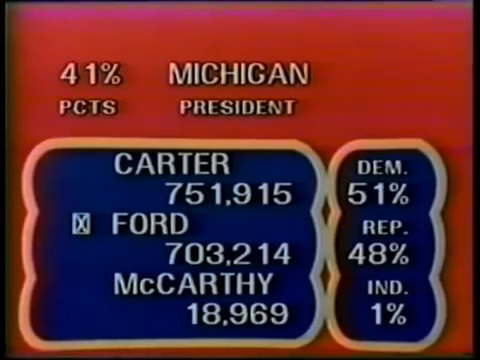 41% MICHIGAN
PCTS PRESIDENT
CARTER DEM.
751,915 51%
☒ FORD REP.
703,214 48%
McCARTHY IND.
18,969 1%